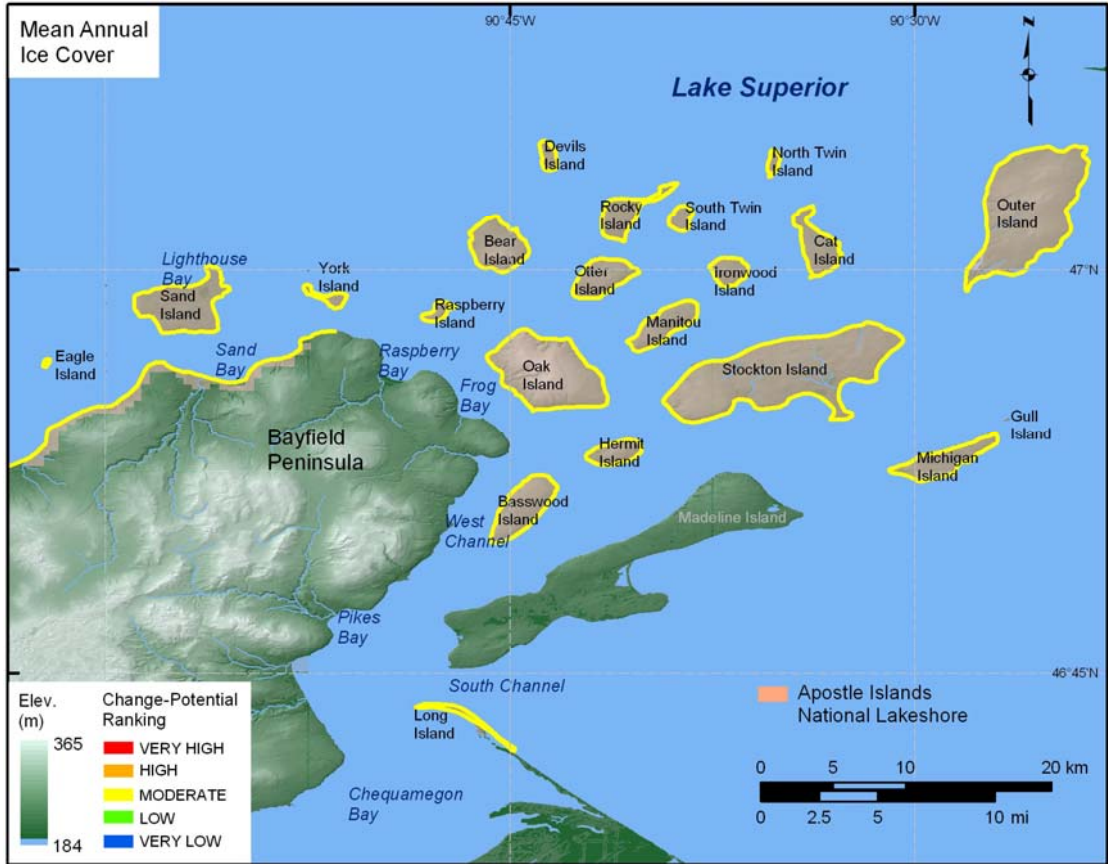 Mean Annual
Ice Cover
90°45'W
90°30'W
N
Lake Superior
Devils
Island
North Twin
Island
Rocky
Island
South Twin
Island
Outer
Island
Bear
Island
Cat
Island
Lighthouse
Bay
York
Island
Otter
Island
Ironwood
Island
47°N
Sand
Island
Raspberry
Island
Manitou
Island
Eagle
Island
Sand
Bay
Raspberry
Bay
Oak
Island
Stockton Island
Frog
Bay
Gull
Island
Bayfield
Peninsula
Hermit
Island
Michigan
Island
Basswood
Island
West
Channel
Madeline Island
Pikes
Bay
46°45'N
South Channel
Long
Island
Chequamegon
Bay
Elev.
(m)
365
184
Change-Potential
Ranking
VERY HIGH
HIGH
MODERATE
LOW
VERY LOW
Apostle Islands
National Lakeshore
0 5 10 20 km
0 2.5 5 10 mi